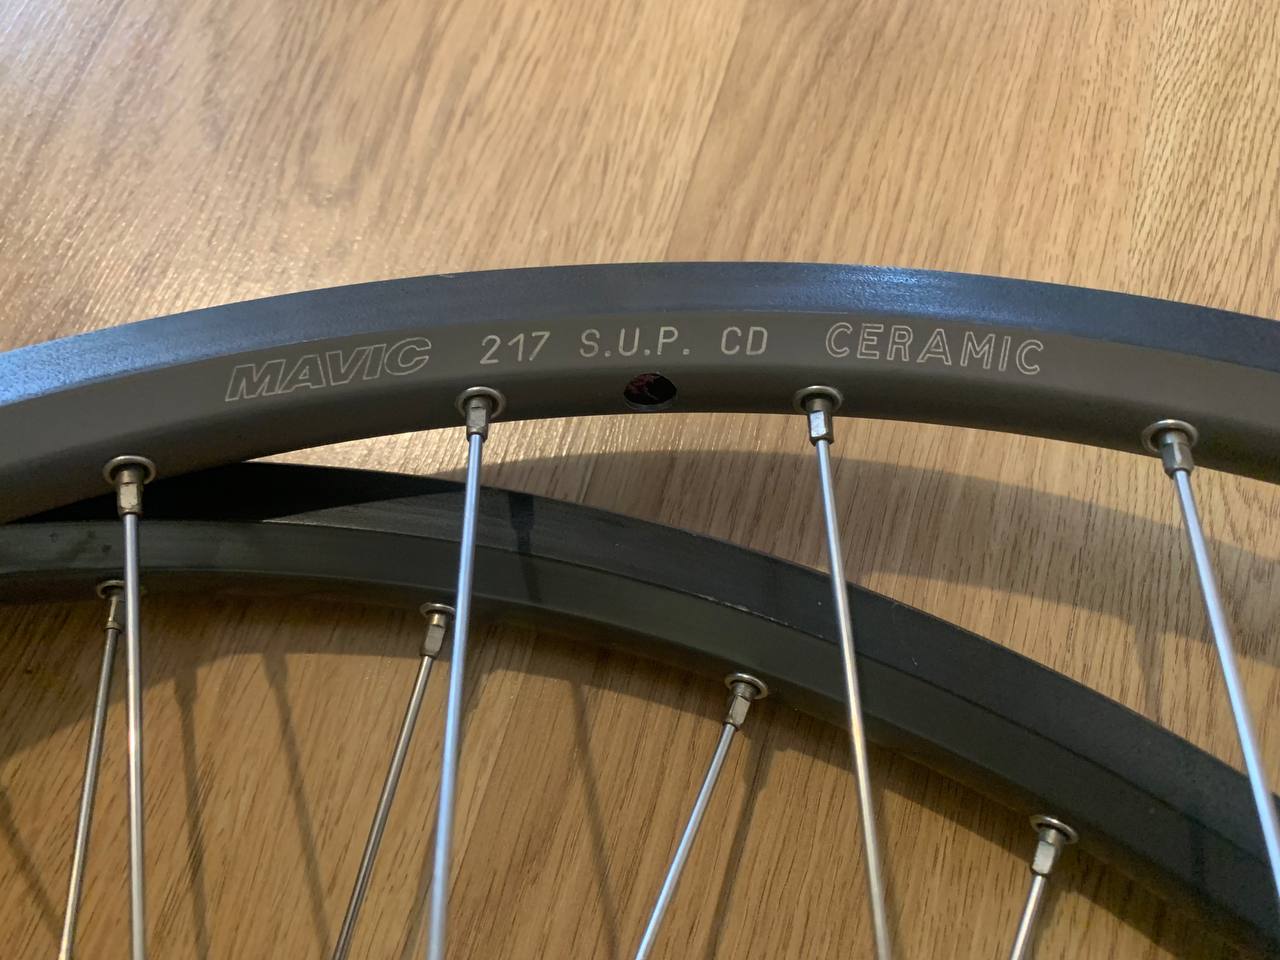 MAVIC 217 S.U.P. CD CERAMIC